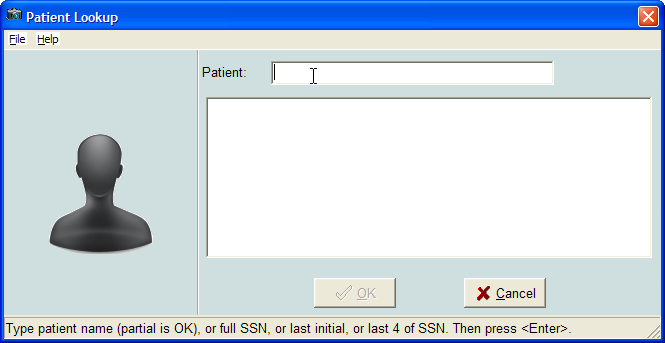 Patient Lookup
File Help
Patient:
OK Cancel
Type patient name (partial is OK), or full SSN, or last initial, or last 4 of SSN. Then press <Enter>.